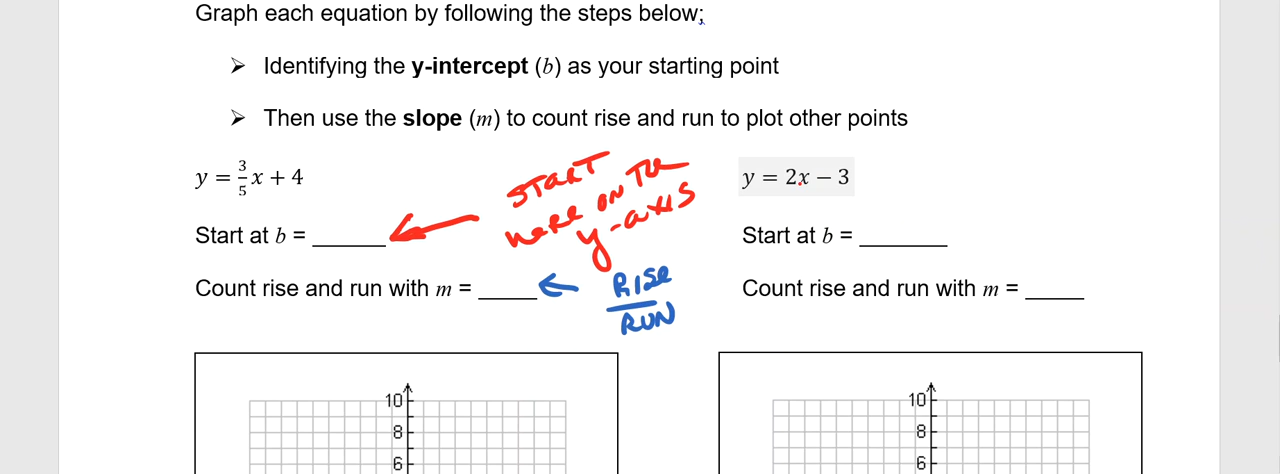 Graph each equation by following the steps below;
➢ Identifying the y-intercept (b) as your starting point
➢ Then use the slope (m) to count rise and run to plot other points
y = 3/5 x + 4
START
HERE ON THE
y-axis
y = 2x − 3
Start at b = ______
Start at b = _______
Count rise and run with m = _____
RISE
RUN
Count rise and run with m = _____
10
8
6
10
8
6